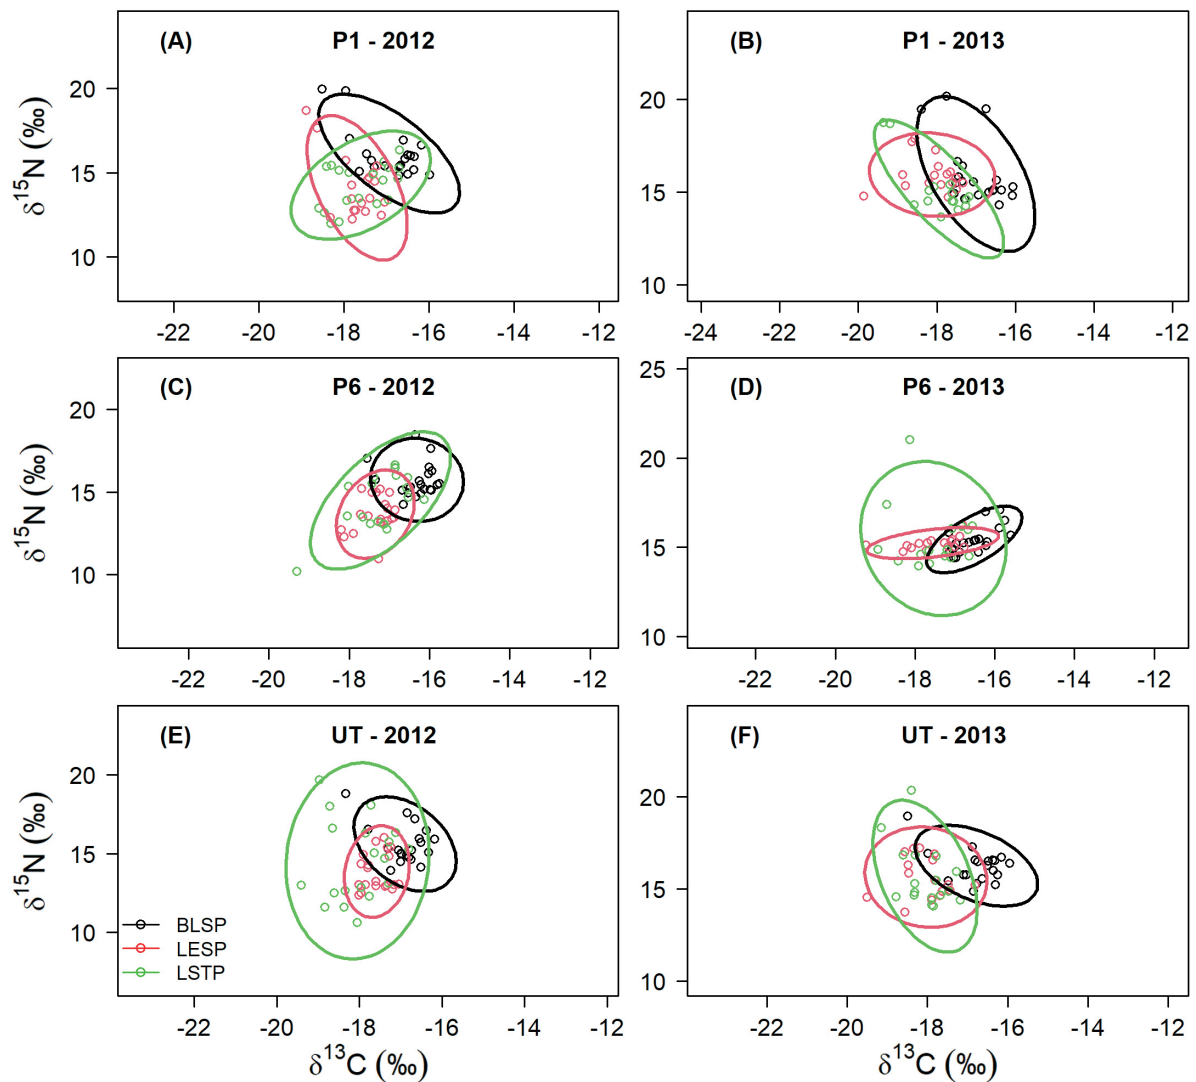 (A) P1 - 2012
20
15
10
δ15N (‰)
-22 -20 -18 -16 -14 -12
(B) P1 - 2013
20
15
10
δ15N (‰)
-24 -22 -20 -18 -16 -14 -12
(C) P6 - 2012
20
15
10
δ15N (‰)
-22 -20 -18 -16 -14 -12
(D) P6 - 2013
25
20
15
10
δ15N (‰)
-22 -20 -18 -16 -14 -12
(E) UT - 2012
20
15
10
δ15N (‰)
BLSP
LESP
LSTP
-22 -20 -18 -16 -14 -12
δ13C (‰)
(F) UT - 2013
20
15
10
δ15N (‰)
-22 -20 -18 -16 -14 -12
δ13C (‰)